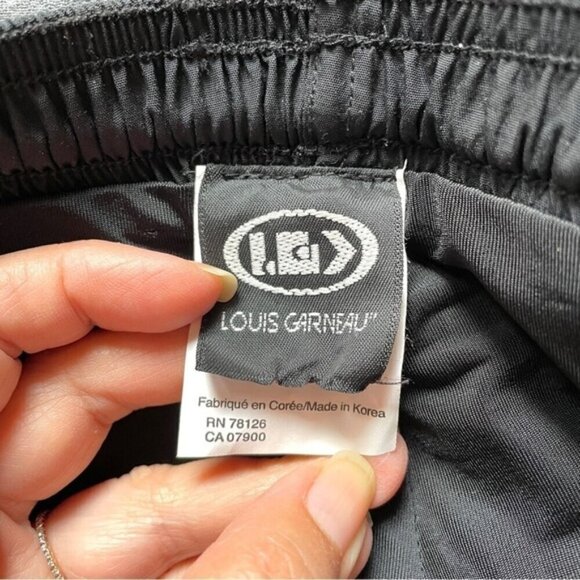 LG
LOUIS GARNEAU"
Fabriqué en Corée/Made in Korea
RN 78126
CA 07900